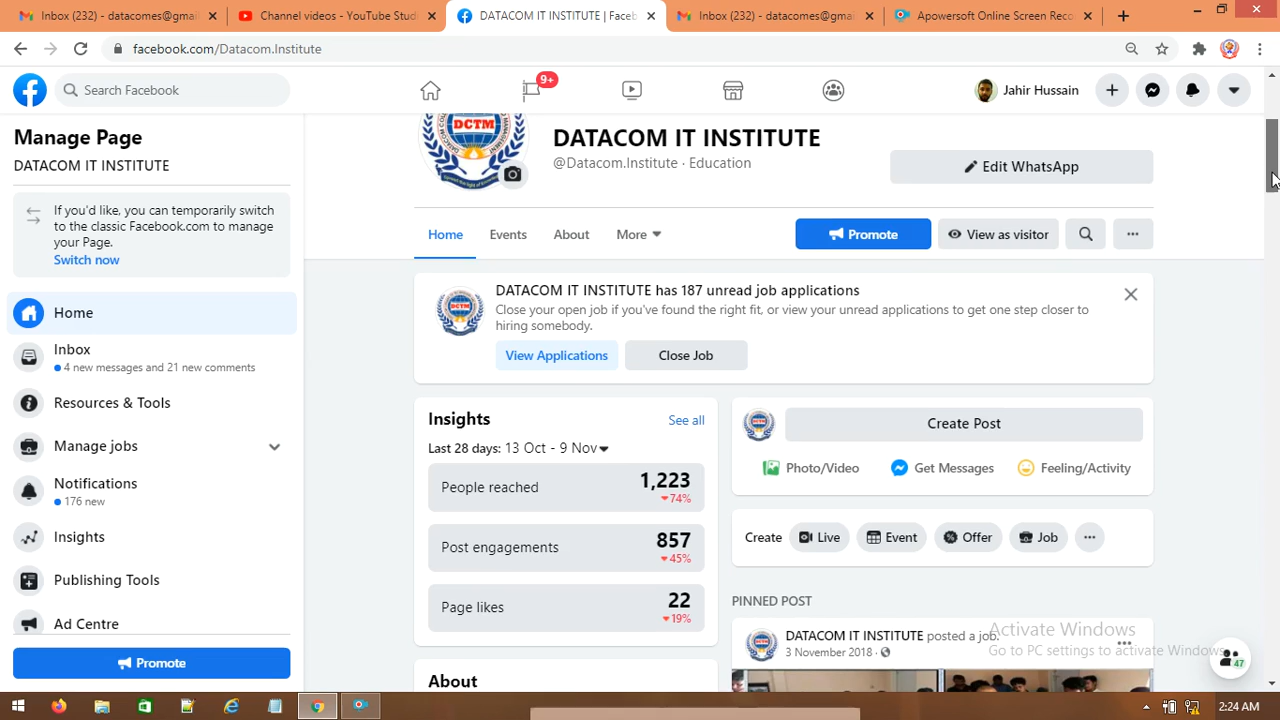 Inbox (232) - datacomes@gmai
Channel videos - YouTube Studi
DATACOM IT INSTITUTE | Faceb
Inbox (232) - datacomes@gmai
Apowersoft Online Screen Reco
facebook.com/Datacom.Institute
Search Facebook
9+
Jahir Hussain
Manage Page
DATACOM IT INSTITUTE
If you'd like, you can temporarily switch
to the classic Facebook.com to manage
your Page.
Switch now
Home
Inbox
4 new messages and 21 new comments
Resources & Tools
Manage jobs
Notifications
176 new
Insights
Publishing Tools
Ad Centre
Promote
DCTM
DATACOM IT INSTITUTE
@Datacom.Institute · Education
Edit WhatsApp
Home
Events
About
More
Promote
View as visitor
DCTM
DATACOM IT INSTITUTE has 187 unread job applications
Close your open job if you've found the right fit, or view your unread applications to get one step closer to
hiring somebody.
View Applications
Close Job
Insights
See all
Last 28 days: 13 Oct - 9 Nov
People reached
1,223
74%
Post engagements
857
45%
Page likes
22
19%
About
Create Post
Photo/Video
Get Messages
Feeling/Activity
Create
Live
Event
Offer
Job
PINNED POST
DATACOM IT INSTITUTE posted a job.
3 November 2018 ·
Activate Windows
Go to PC settings to activate Windows.
47
2:24 AM